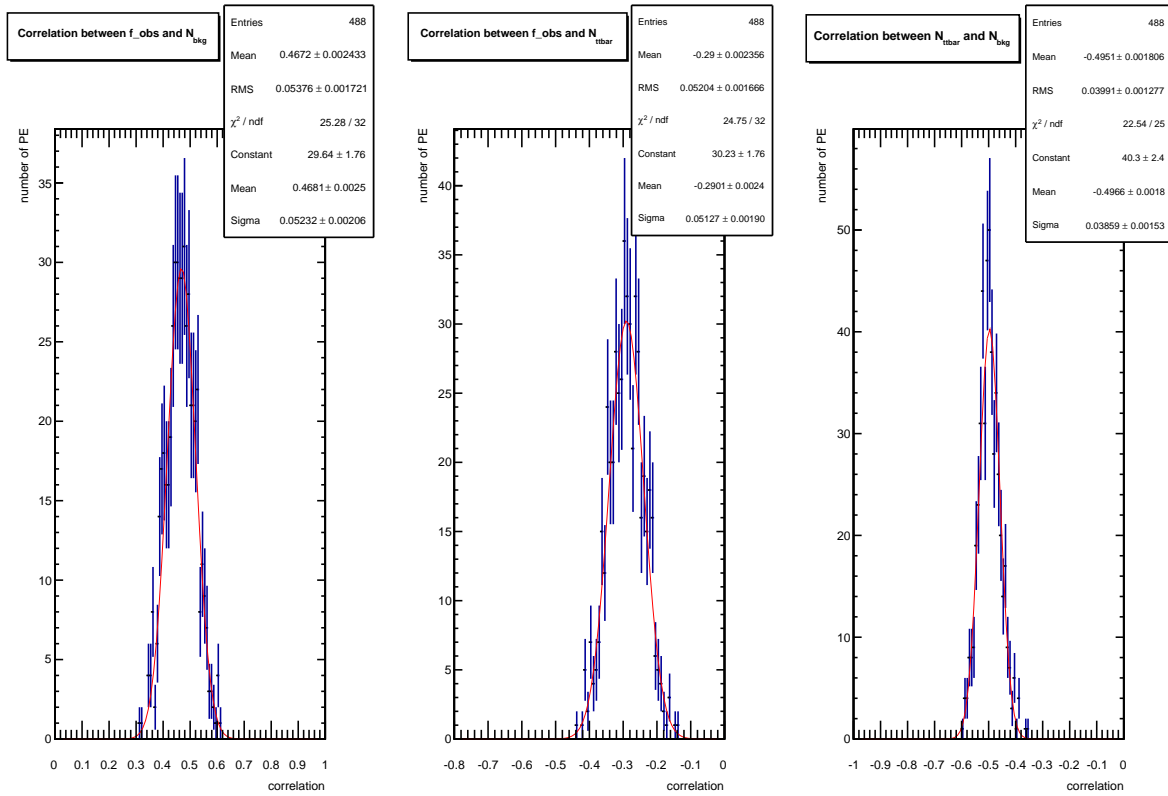 Correlation between f_obs and N_bkg
Entries 488
Mean 0.4672 ± 0.002433
RMS 0.05376 ± 0.001721
χ² / ndf 25.28 / 32
Constant 29.64 ± 1.76
Mean 0.4681 ± 0.0025
Sigma 0.05232 ± 0.00206
number of PE
35
30
25
20
15
10
5
0
0 0.1 0.2 0.3 0.4 0.5 0.6 0.7 0.8 0.9 1
correlation
Correlation between f_obs and N_ttbar
Entries 488
Mean -0.29 ± 0.002356
RMS 0.05204 ± 0.001666
χ² / ndf 24.75 / 32
Constant 30.23 ± 1.76
Mean -0.2901 ± 0.0024
Sigma 0.05127 ± 0.00190
number of PE
40
35
30
25
20
15
10
5
0
-0.8 -0.7 -0.6 -0.5 -0.4 -0.3 -0.2 -0.1 0
correlation
Correlation between N_ttbar and N_bkg
Entries 488
Mean -0.4951 ± 0.001806
RMS 0.03991 ± 0.001277
χ² / ndf 22.54 / 25
Constant 40.3 ± 2.4
Mean -0.4966 ± 0.0018
Sigma 0.03859 ± 0.00153
number of PE
50
40
30
20
10
0
-1 -0.9 -0.8 -0.7 -0.6 -0.5 -0.4 -0.3 -0.2 -0.1 0
correlation